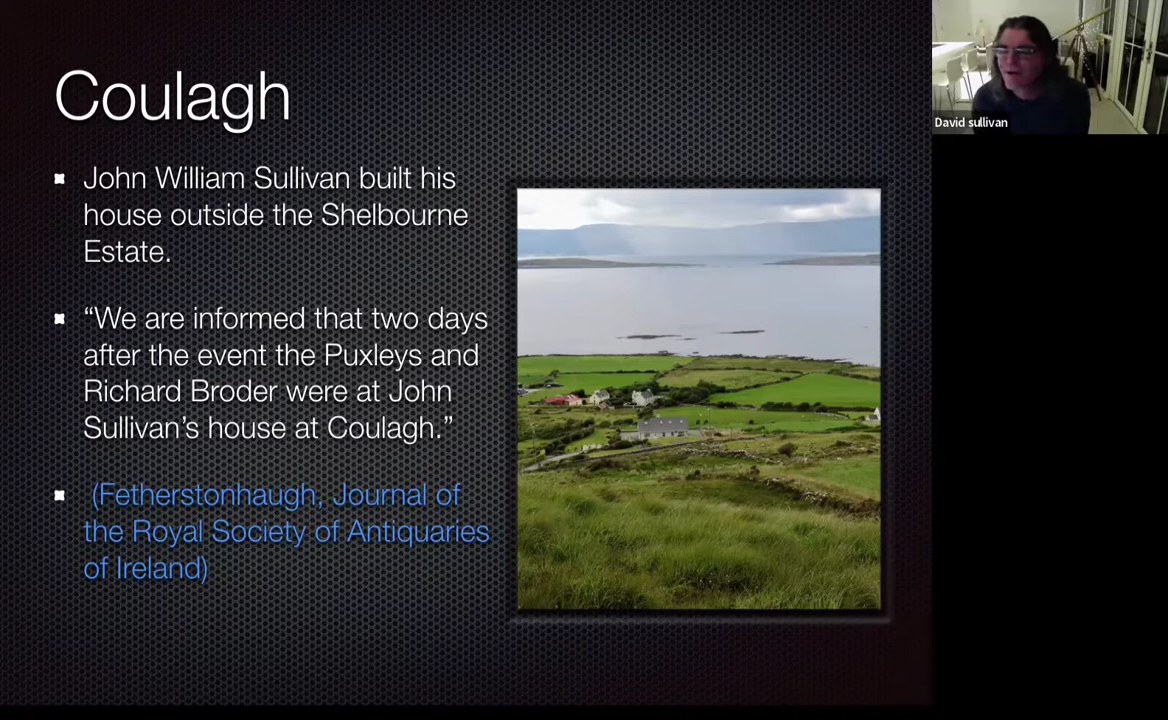 Coulagh
John William Sullivan built his
house outside the Shelbourne
Estate.
“We are informed that two days
after the event the Puxleys and
Richard Broder were at John
Sullivan’s house at Coulagh.”
(Fetherstonhaugh, Journal of
the Royal Society of Antiquaries
of Ireland)
David sullivan